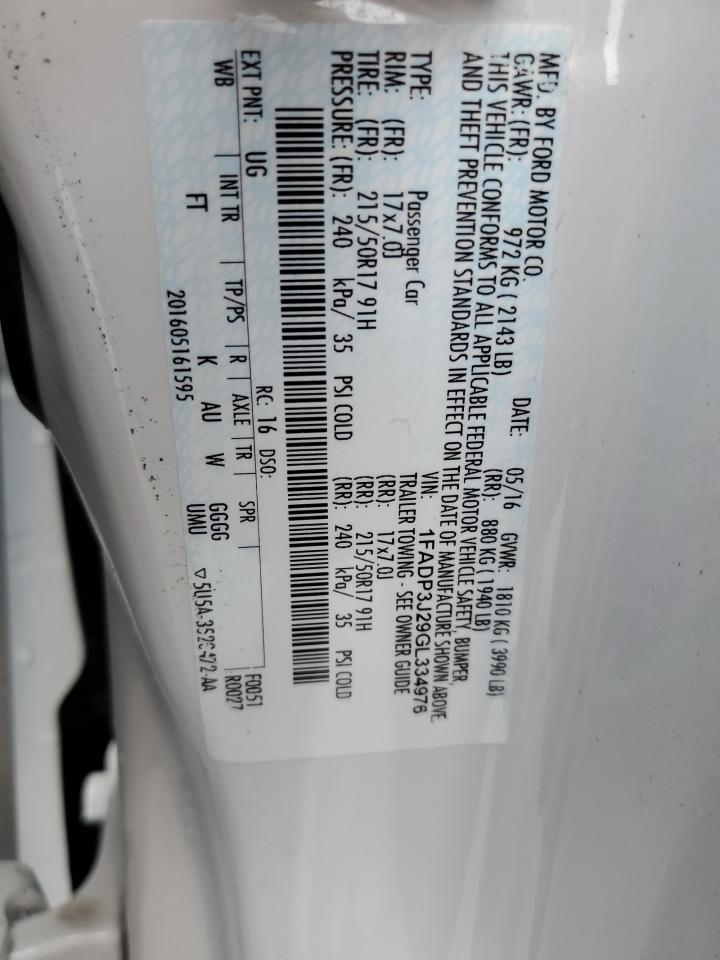 MFD. BY FORD MOTOR CO. DATE: 05/16 GVWR: 1810 KG ( 3990 LB)
GAWR: (FR): 972 KG ( 2143 LB) (RR): 880 KG ( 1940 LB)
THIS VEHICLE CONFORMS TO ALL APPLICABLE FEDERAL MOTOR VEHICLE SAFETY, BUMPER,
AND THEFT PREVENTION STANDARDS IN EFFECT ON THE DATE OF MANUFACTURE SHOWN ABOVE.
VIN: 1FADP3J29GL334976
TYPE: Passenger Car TRAILER TOWING - SEE OWNER GUIDE
RIM: (FR): 17x7.0J (RR): 17x7.0J
TIRE: (FR): 215/50R17 91H (RR): 215/50R17 91H
PRESSURE: (FR): 240 kPa/ 35 PSI COLD (RR): 240 kPa/ 35 PSI COLD
EXT PNT: UG RC: 16 DSO: F0051
WB | INT TR | TP/PS | R | AXLE | TR | SPR | R0027
FT K AU W GGGG
UMU
201605161595 ▽5U5A-3520472-AA